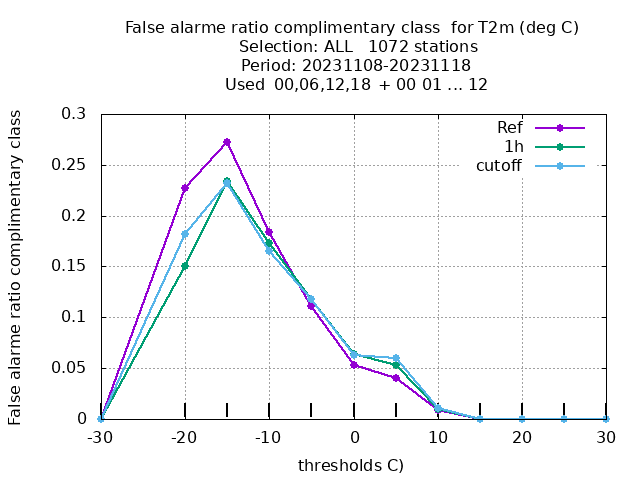 False alarme ratio complimentary class  for T2m (deg C)
Selection: ALL   1072 stations
Period: 20231108-20231118
Used  00,06,12,18  + 00 01 ... 12
False alarme ratio complimentary class
0.3
0.25
0.2
0.15
0.1
0.05
0
Ref
1h
cutoff
-30
-20
-10
0
10
20
30
thresholds C)